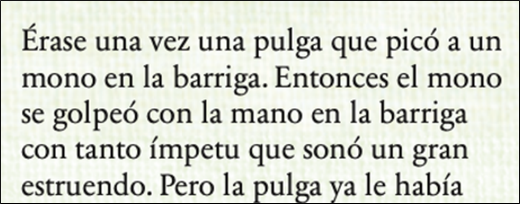 Érase una vez una pulga que picó a un
mono en la barriga. Entonces el mono
se golpeó con la mano en la barriga
con tanto ímpetu que sonó un gran
estruendo. Pero la pulga ya le había